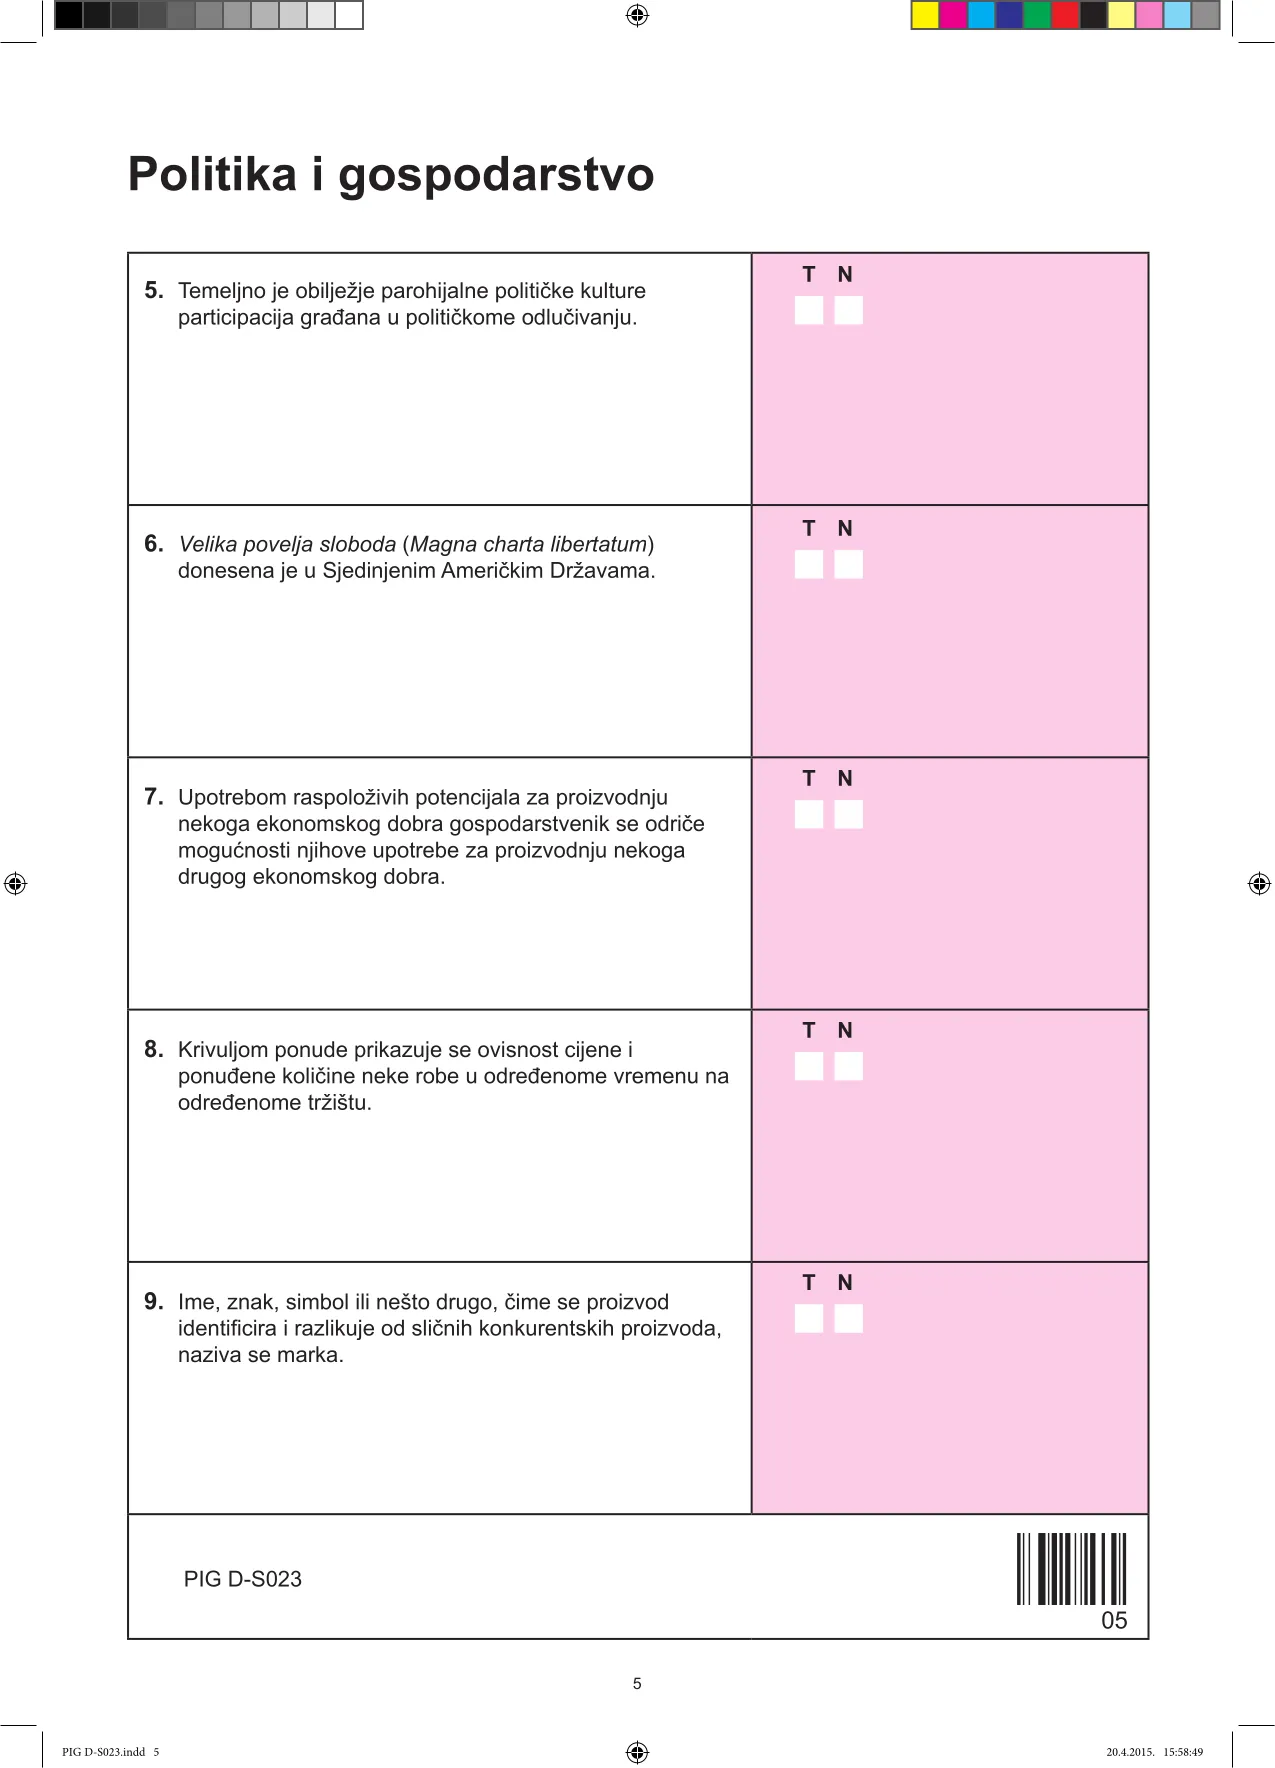 Politika i gospodarstvo
5. Temeljno je obilježje parohijalne političke kulture
participacija građana u političkome odlučivanju.
T N
6. Velika povelja sloboda (Magna charta libertatum)
donesena je u Sjedinjenim Američkim Državama.
T N
7. Upotrebom raspoloživih potencijala za proizvodnju
nekoga ekonomskog dobra gospodarstvenik se odriče
mogućnosti njihove upotrebe za proizvodnju nekoga
drugog ekonomskog dobra.
T N
8. Krivuljom ponude prikazuje se ovisnost cijene i
ponuđene količine neke robe u određenome vremenu na
određenome tržištu.
T N
9. Ime, znak, simbol ili nešto drugo, čime se proizvod
identificira i razlikuje od sličnih konkurentskih proizvoda,
naziva se marka.
T N
PIG D-S023
05
5
PIG D-S023.indd 5
20.4.2015. 15:58:49